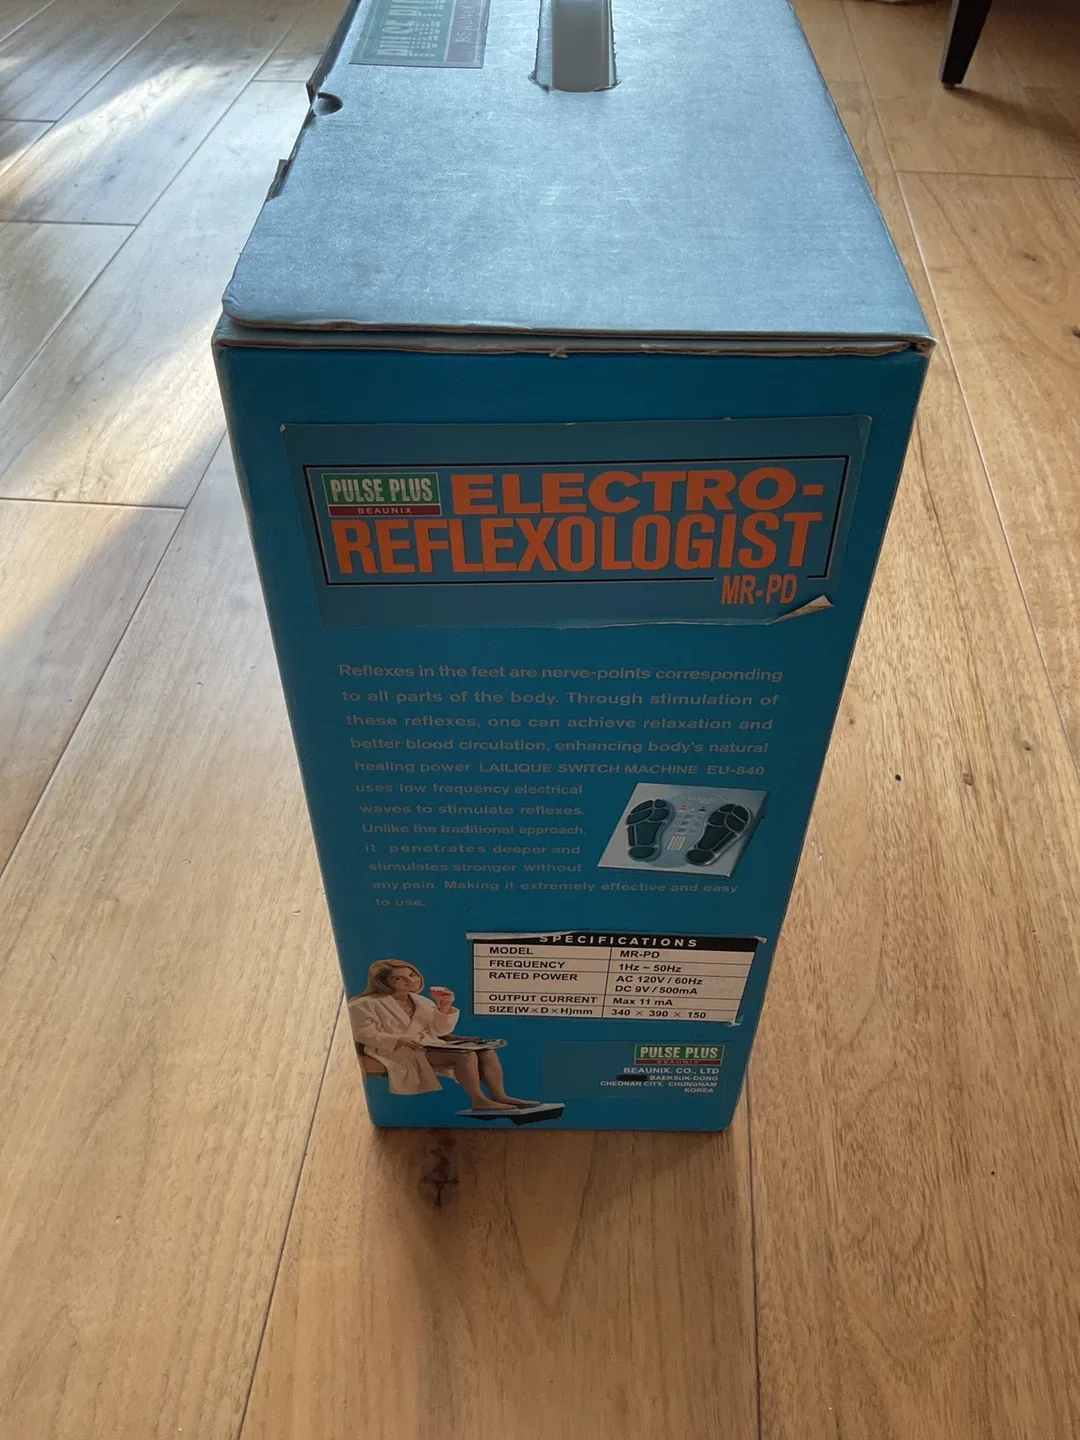 PULSE PLUS
BEAUNIX
PULSE PLUS
BEAUNIX
ELECTRO-
REFLEXOLOGIST
MR-PD
Reflexes in the feet are nerve-points corresponding
to all parts of the body. Through stimulation of
these reflexes, one can achieve relaxation and
better blood circulation, enhancing body's natural
healing power LAILIQUE SWITCH MACHINE EU-840
uses low frequency electrical
waves to stimulate reflexes.
Unlike the traditional approach,
it penetrates deeper and
stimulates stronger without
any pain. Making it extremely effective and easy
to use.
SPECIFICATIONS
MODEL MR-PD
FREQUENCY 1Hz ~ 50Hz
RATED POWER AC 120V / 60Hz
DC 9V / 500mA
OUTPUT CURRENT Max 11 mA
SIZE(W×D×H)mm 340 × 390 × 150
PULSE PLUS
BEAUNIX
BEAUNIX. CO., LTD
BAEKSUK-DONG
CHEONAN CITY, CHUNGNAM
KOREA